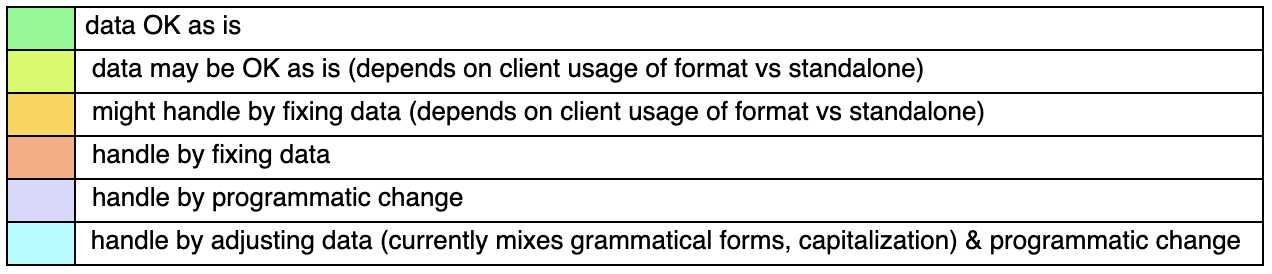 data OK as is
data may be OK as is (depends on client usage of format vs standalone)
might handle by fixing data (depends on client usage of format vs standalone)
handle by fixing data
handle by programmatic change
handle by adjusting data (currently mixes grammatical forms, capitalization) & programmatic change